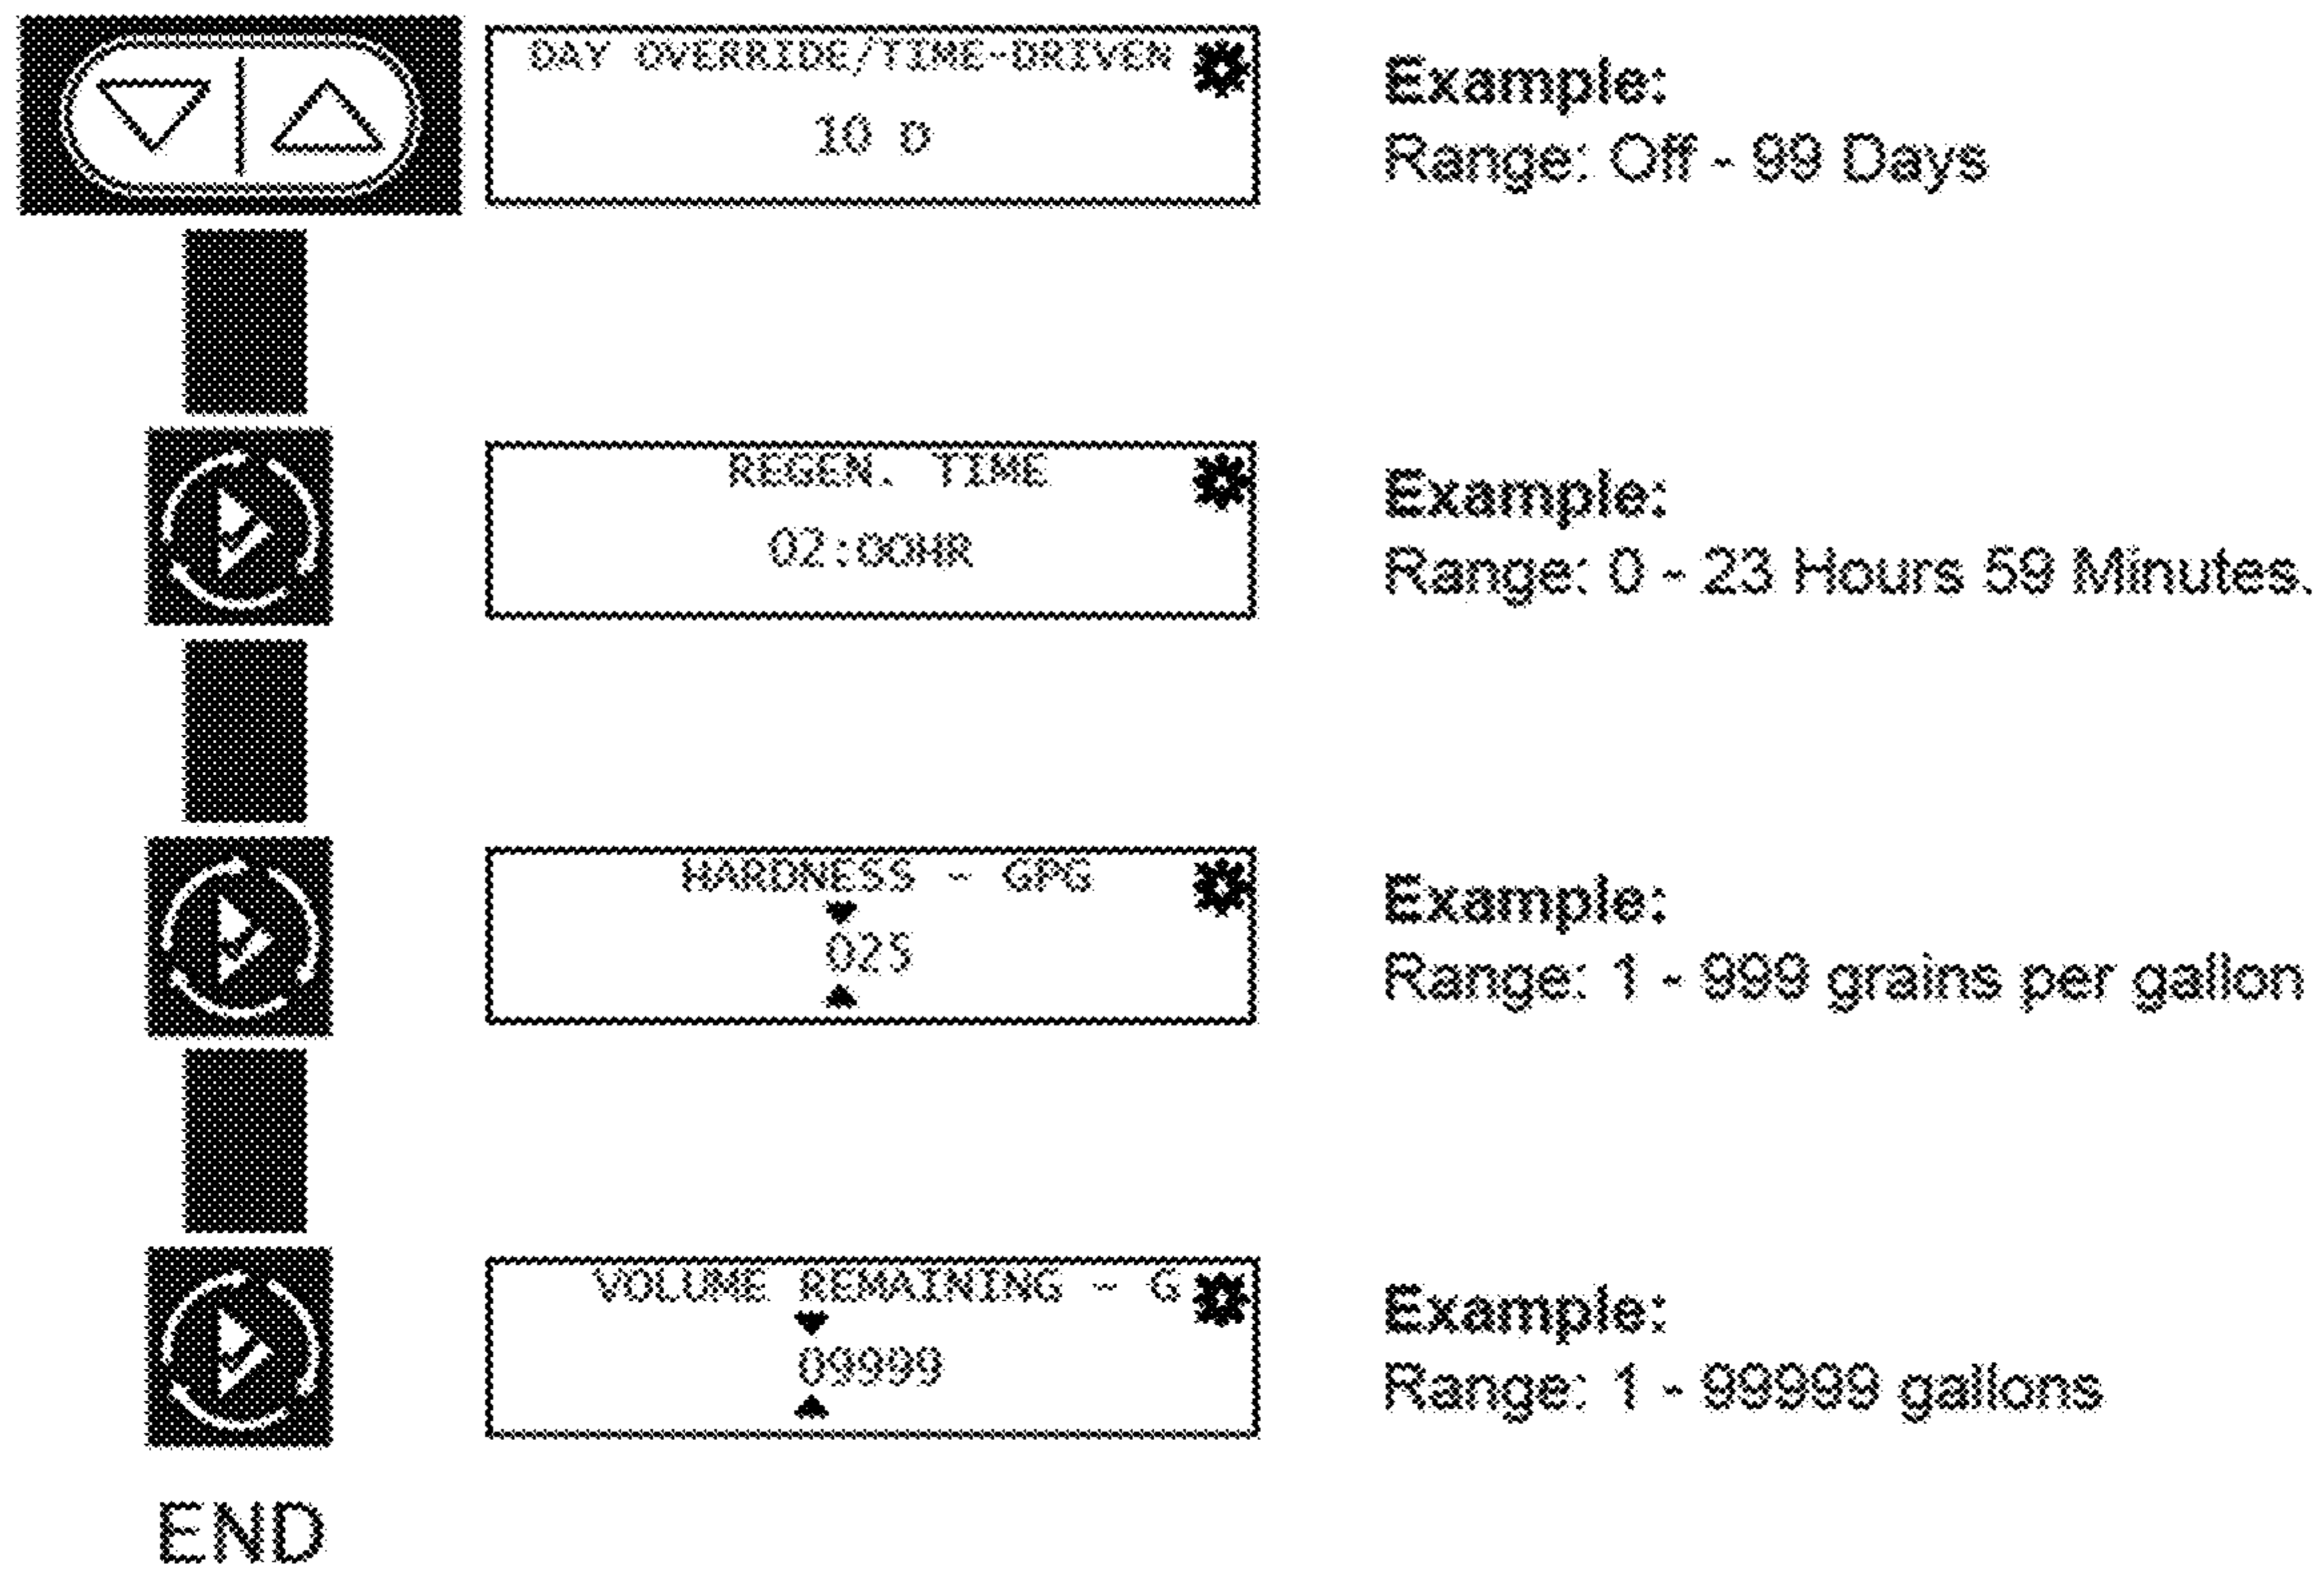 DAY OVERRIDE/TIME-DRIVEN
10 D
Example:
Range: Off - 99 Days
REGEN. TIME
02:00HR
Example:
Range: 0 - 23 Hours 59 Minutes.
HARDNESS - GPG
025
Example:
Range: 1 - 999 grains per gallon
VOLUME REMAINING - G
09999
Example:
Range: 1 - 99999 gallons
END